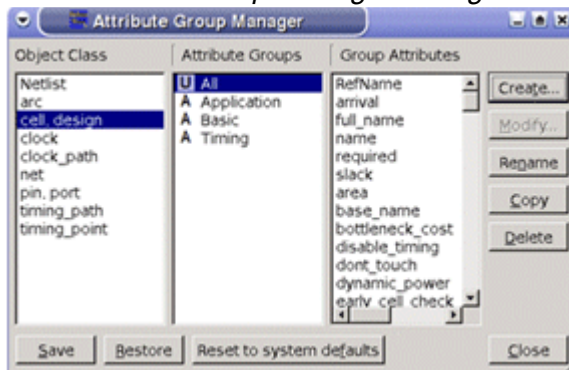 Attribute Group Manager
Object Class
Attribute Groups
Group Attributes
Netlist
arc
cell, design
clock
clock_path
net
pin, port
timing_path
timing_point
U All
A Application
A Basic
A Timing
RefName
arrival
full_name
name
required
slack
area
base_name
bottleneck_cost
disable_timing
dont_touch
dynamic_power
early_cell_check
Create...
Modify...
Rename
Copy
Delete
Save
Restore
Reset to system defaults
Close